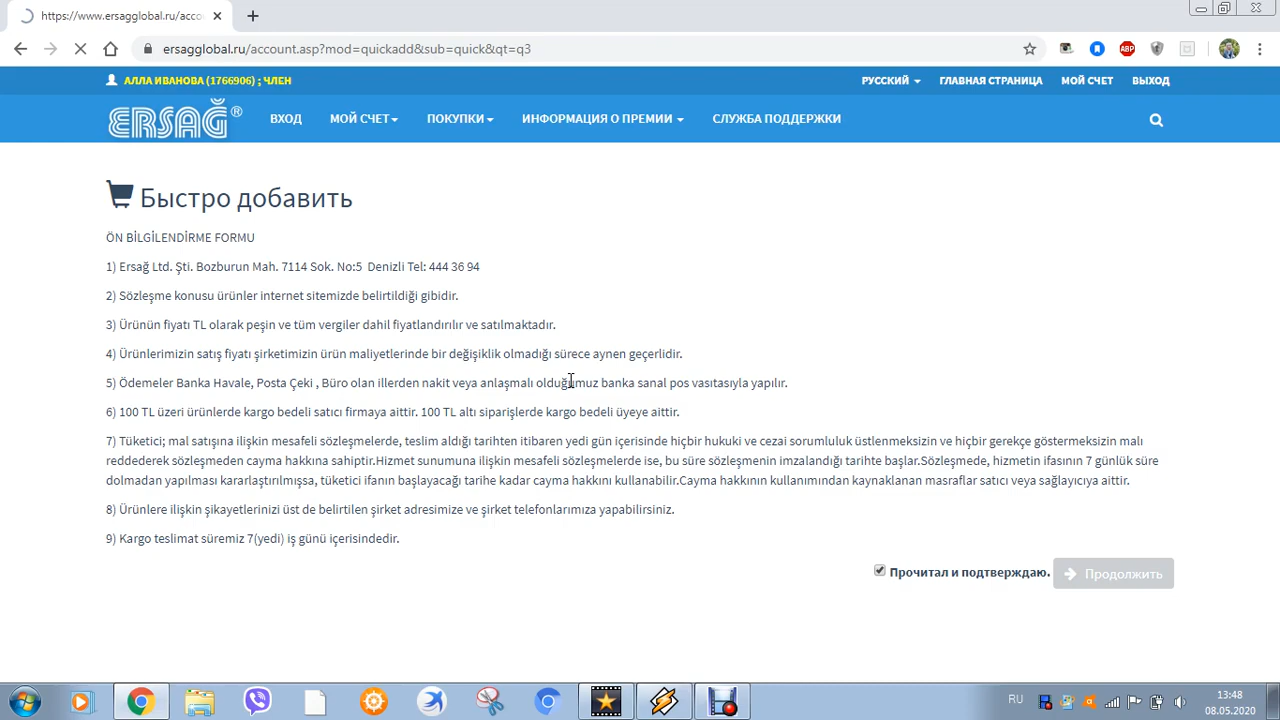 https://www.ersagglobal.ru/acco
ersagglobal.ru/account.asp?mod=quickadd&sub=quick&qt=q3
ABP
АЛЛА ИВАНОВА (1766906) ; ЧЛЕН
РУССКИЙ
ГЛАВНАЯ СТРАНИЦА
МОЙ СЧЕТ
ВЫХОД
ERSAĞ®
ВХОД
МОЙ СЧЕТ
ПОКУПКИ
ИНФОРМАЦИЯ О ПРЕМИИ
СЛУЖБА ПОДДЕРЖКИ
Быстро добавить
ÖN BİLGİLENDİRME FORMU
1) Ersağ Ltd. Şti. Bozburun Mah. 7114 Sok. No:5 Denizli Tel: 444 36 94
2) Sözleşme konusu ürünler internet sitemizde belirtildiği gibidir.
3) Ürünün fiyatı TL olarak peşin ve tüm vergiler dahil fiyatlandırılır ve satılmaktadır.
4) Ürünlerimizin satış fiyatı şirketimizin ürün maliyetlerinde bir değişiklik olmadığı sürece aynen geçerlidir.
5) Ödemeler Banka Havale, Posta Çeki , Büro olan illerden nakit veya anlaşmalı olduğumuz banka sanal pos vasıtasıyla yapılır.
6) 100 TL üzeri ürünlerde kargo bedeli satıcı firmaya aittir. 100 TL altı siparişlerde kargo bedeli üyeye aittir.
7) Tüketici; mal satışına ilişkin mesafeli sözleşmelerde, teslim aldığı tarihten itibaren yedi gün içerisinde hiçbir hukuki ve cezai sorumluluk üstlenmeksizin ve hiçbir gerekçe göstermeksizin malı
reddederek sözleşmeden cayma hakkına sahiptir.Hizmet sunumuna ilişkin mesafeli sözleşmelerde ise, bu süre sözleşmenin imzalandığı tarihte başlar.Sözleşmede, hizmetin ifasının 7 günlük süre
dolmadan yapılması kararlaştırılmışsa, tüketici ifanın başlayacağı tarihe kadar cayma hakkını kullanabilir.Cayma hakkının kullanımından kaynaklanan masraflar satıcı veya sağlayıcıya aittir.
8) Ürünlere ilişkin şikayetlerinizi üst de belirtilen şirket adresimize ve şirket telefonlarımıza yapabilirsiniz.
9) Kargo teslimat süremiz 7(yedi) iş günü içerisindedir.
Прочитал и подтверждаю.
Продолжить
RU
13:48
08.05.2020